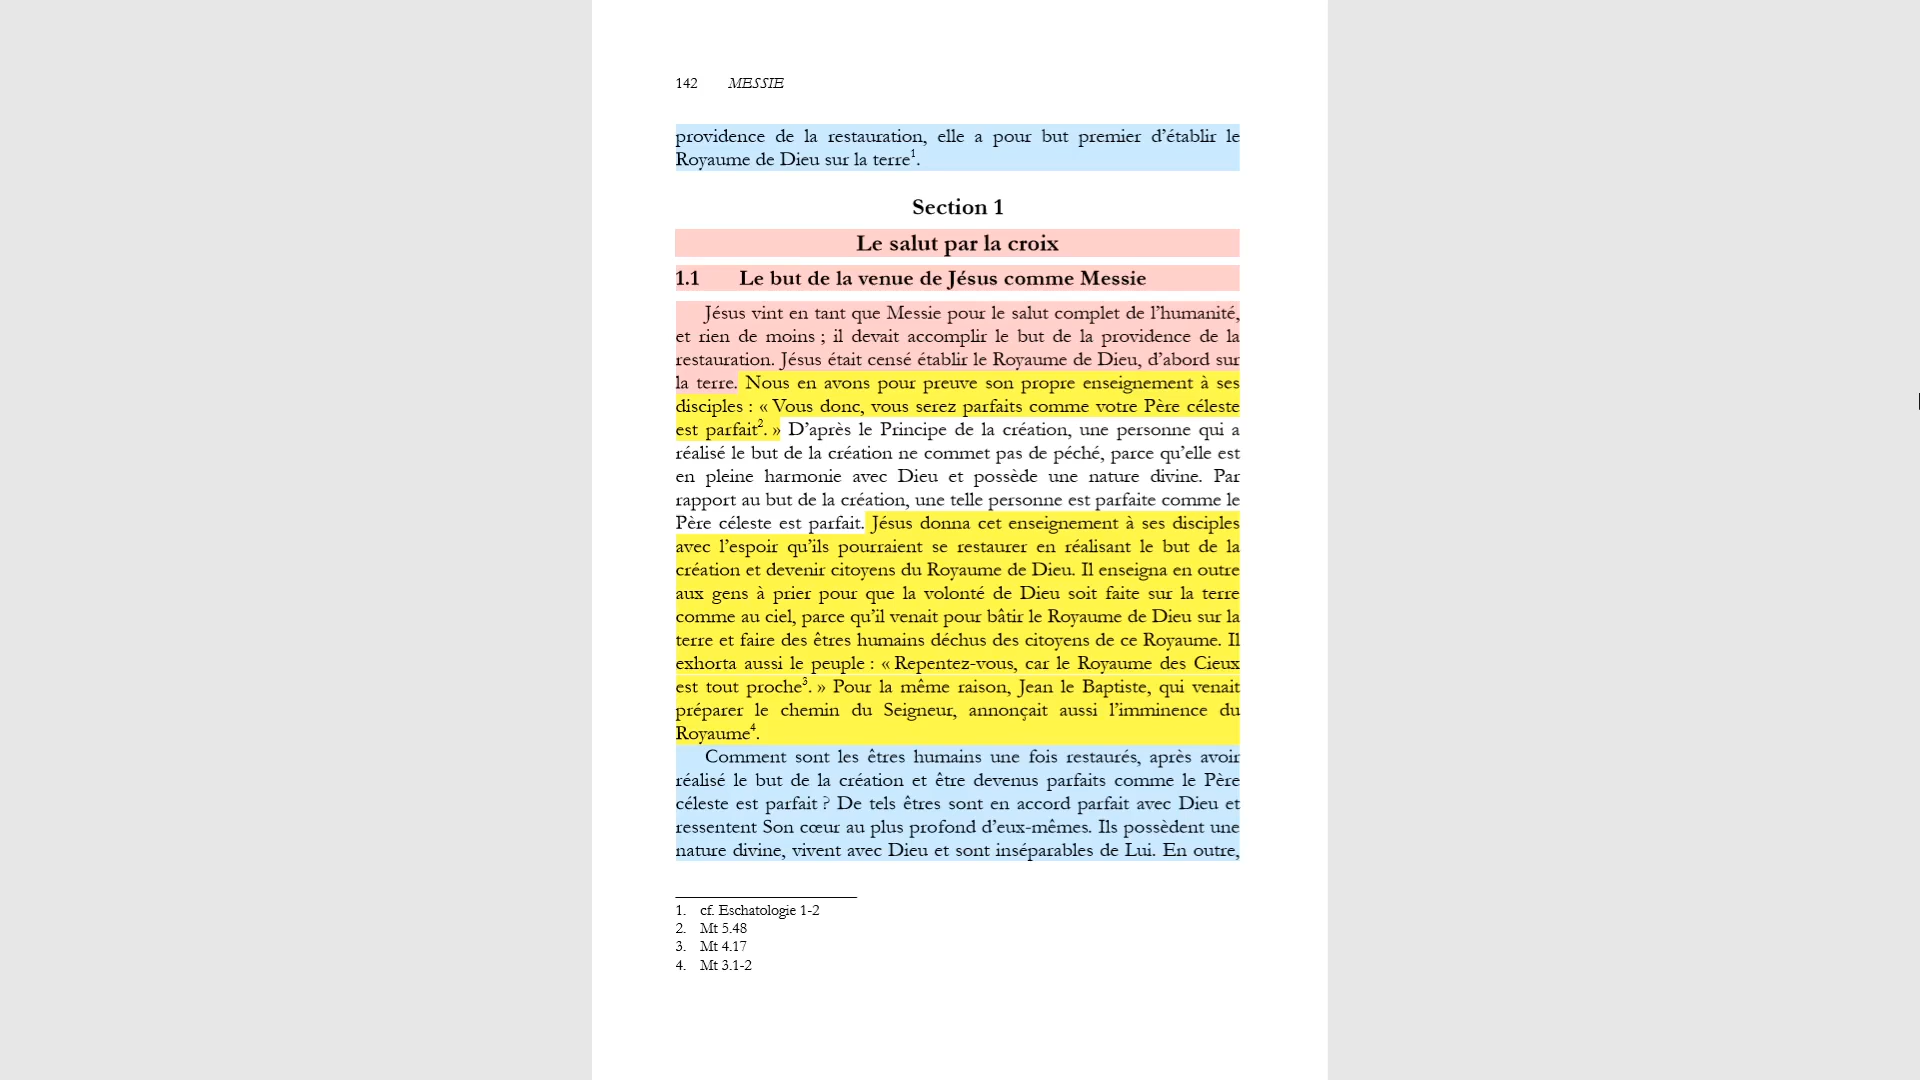 142 MESSIE
providence de la restauration, elle a pour but premier d’établir le
Royaume de Dieu sur la terre1.
Section 1
Le salut par la croix
1.1 Le but de la venue de Jésus comme Messie
Jésus vint en tant que Messie pour le salut complet de l’humanité,
et rien de moins ; il devait accomplir le but de la providence de la
restauration. Jésus était censé établir le Royaume de Dieu, d’abord sur
la terre. Nous en avons pour preuve son propre enseignement à ses
disciples : « Vous donc, vous serez parfaits comme votre Père céleste
est parfait2. » D’après le Principe de la création, une personne qui a
réalisé le but de la création ne commet pas de péché, parce qu’elle est
en pleine harmonie avec Dieu et possède une nature divine. Par
rapport au but de la création, une telle personne est parfaite comme le
Père céleste est parfait. Jésus donna cet enseignement à ses disciples
avec l’espoir qu’ils pourraient se restaurer en réalisant le but de la
création et devenir citoyens du Royaume de Dieu. Il enseigna en outre
aux gens à prier pour que la volonté de Dieu soit faite sur la terre
comme au ciel, parce qu’il venait pour bâtir le Royaume de Dieu sur la
terre et faire des êtres humains déchus des citoyens de ce Royaume. Il
exhorta aussi le peuple : « Repentez-vous, car le Royaume des Cieux
est tout proche3. » Pour la même raison, Jean le Baptiste, qui venait
préparer le chemin du Seigneur, annonçait aussi l’imminence du
Royaume4.
Comment sont les êtres humains une fois restaurés, après avoir
réalisé le but de la création et être devenus parfaits comme le Père
céleste est parfait ? De tels êtres sont en accord parfait avec Dieu et
ressentent Son cœur au plus profond d’eux-mêmes. Ils possèdent une
nature divine, vivent avec Dieu et sont inséparables de Lui. En outre,
1. cf. Eschatologie 1-2
2. Mt 5.48
3. Mt 4.17
4. Mt 3.1-2